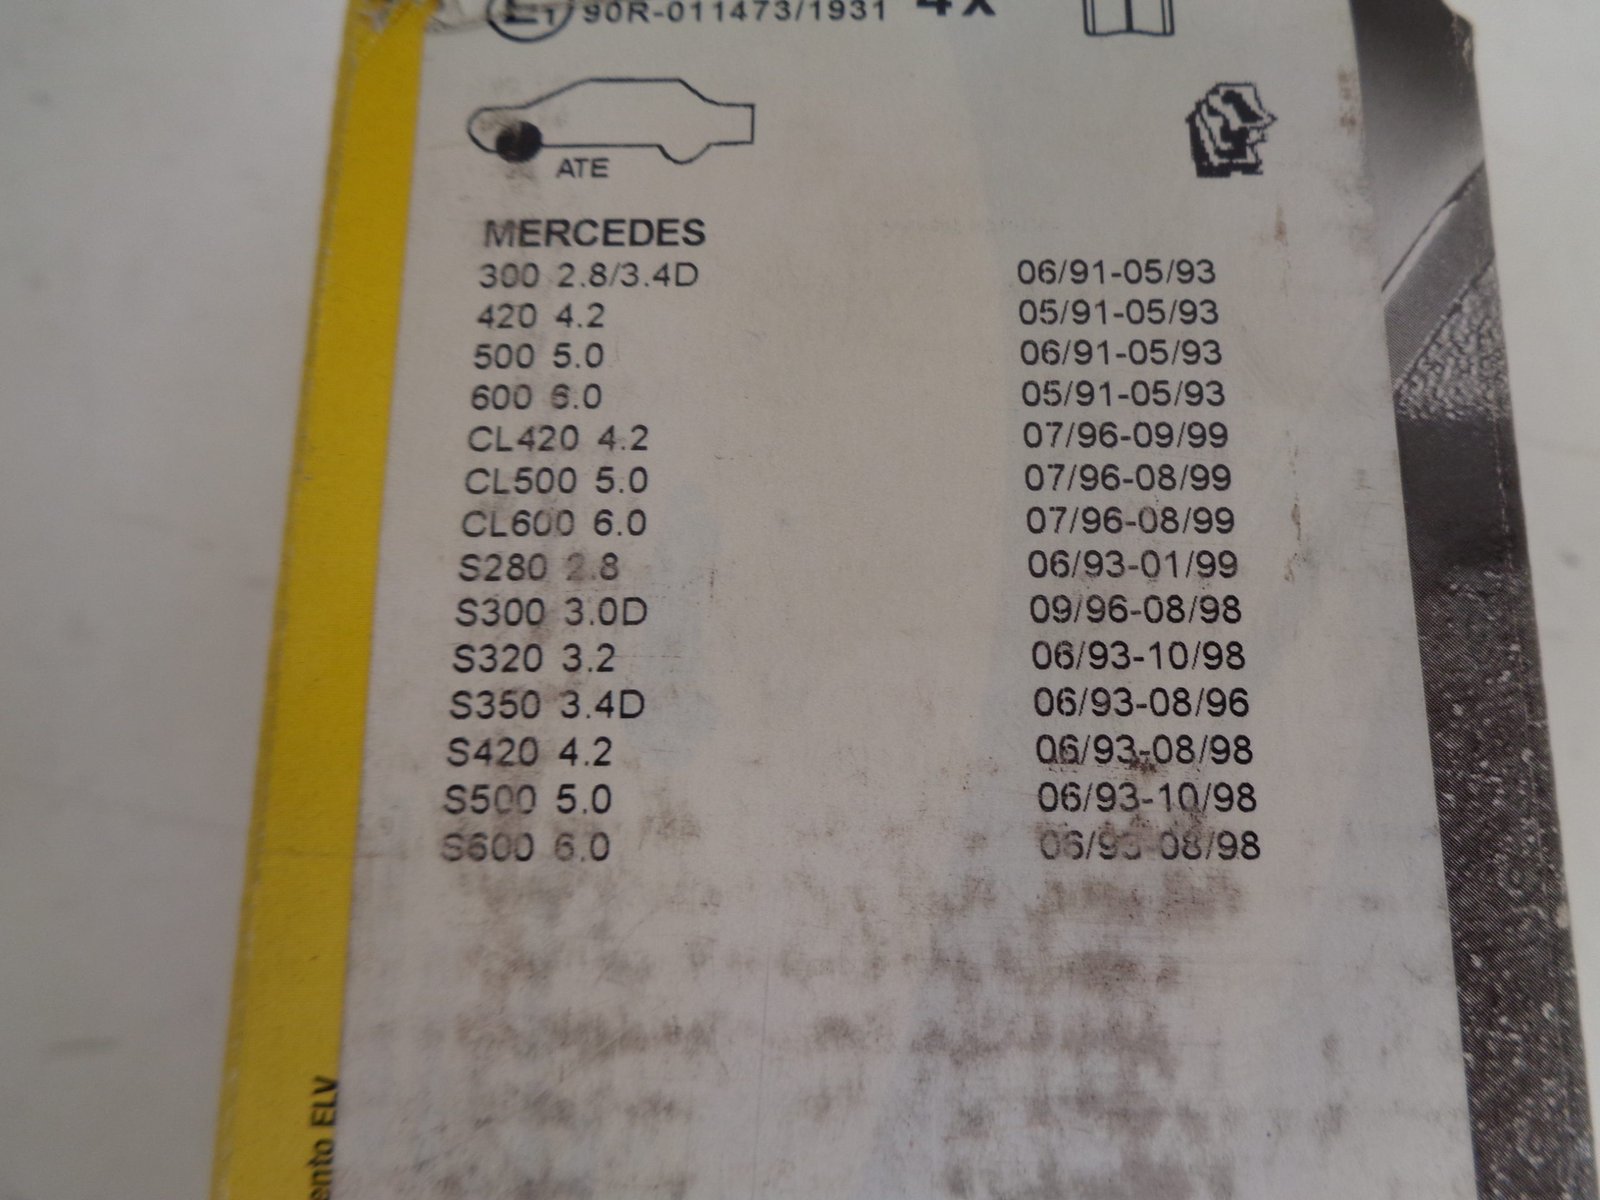 E1 90R-011473/1931 4x
ATE
MERCEDES
300 2.8/3.4D 06/91-05/93
420 4.2 05/91-05/93
500 5.0 06/91-05/93
600 6.0 05/91-05/93
CL420 4.2 07/96-09/99
CL500 5.0 07/96-08/99
CL600 6.0 07/96-08/99
S280 2.8 06/93-01/99
S300 3.0D 09/96-08/98
S320 3.2 06/93-10/98
S350 3.4D 06/93-08/96
S420 4.2 06/93-08/98
S500 5.0 06/93-10/98
S600 6.0 06/93-08/98
ento ELV